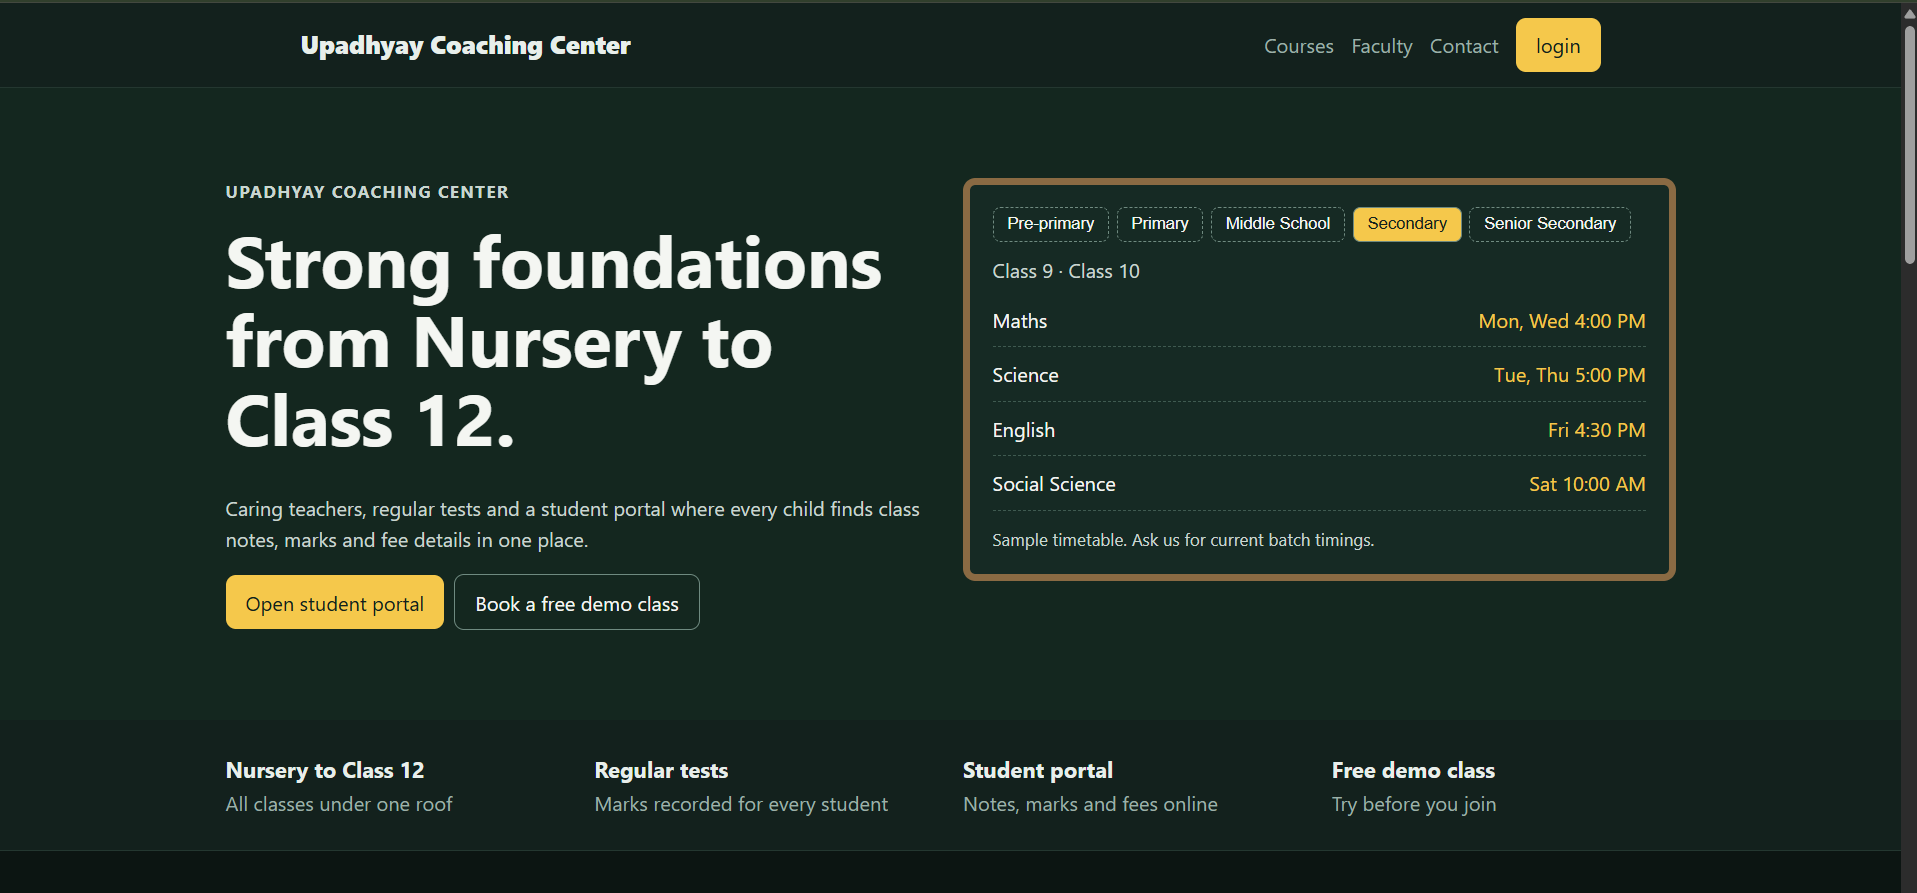 Upadhyay Coaching Center
Courses Faculty Contact login
UPADHYAY COACHING CENTER
Strong foundations
from Nursery to
Class 12.
Caring teachers, regular tests and a student portal where every child finds class
notes, marks and fee details in one place.
Open student portal Book a free demo class
Pre-primary Primary Middle School Secondary Senior Secondary
Class 9 · Class 10
Maths Mon, Wed 4:00 PM
Science Tue, Thu 5:00 PM
English Fri 4:30 PM
Social Science Sat 10:00 AM
Sample timetable. Ask us for current batch timings.
Nursery to Class 12
All classes under one roof
Regular tests
Marks recorded for every student
Student portal
Notes, marks and fees online
Free demo class
Try before you join